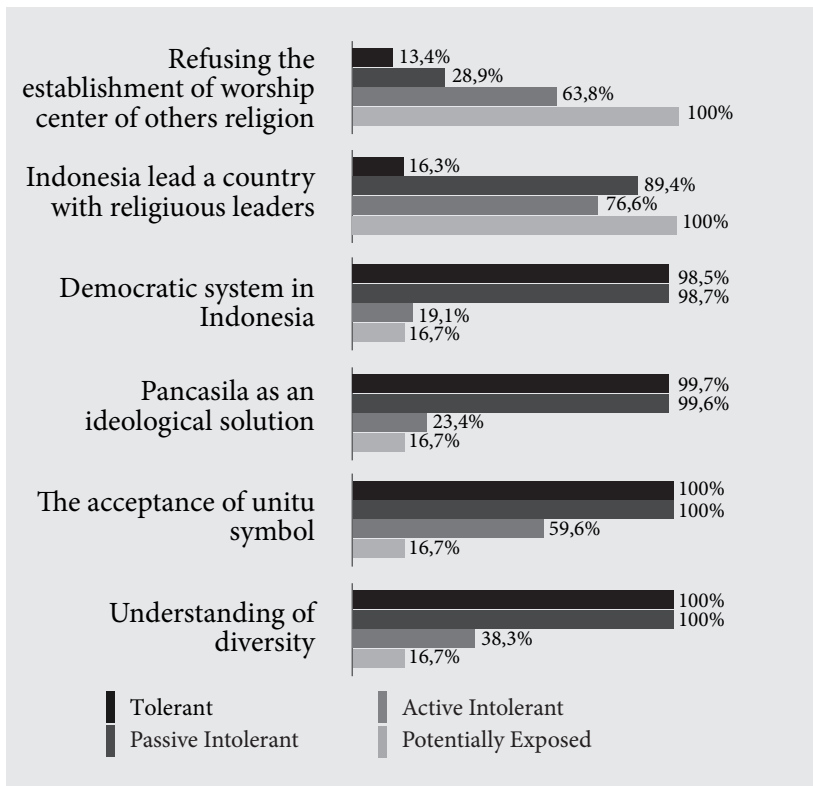 Refusing the
establishment of worship
center of others religion
13,4%
28,9%
63,8%
100%
Indonesia lead a country
with religiuous leaders
16,3%
89,4%
76,6%
100%
Democratic system in
Indonesia
98,5%
98,7%
19,1%
16,7%
Pancasila as an
ideological solution
99,7%
99,6%
23,4%
16,7%
The acceptance of unitu
symbol
100%
100%
59,6%
16,7%
Understanding of
diversity
100%
100%
38,3%
16,7%
Tolerant
Passive Intolerant
Active Intolerant
Potentially Exposed